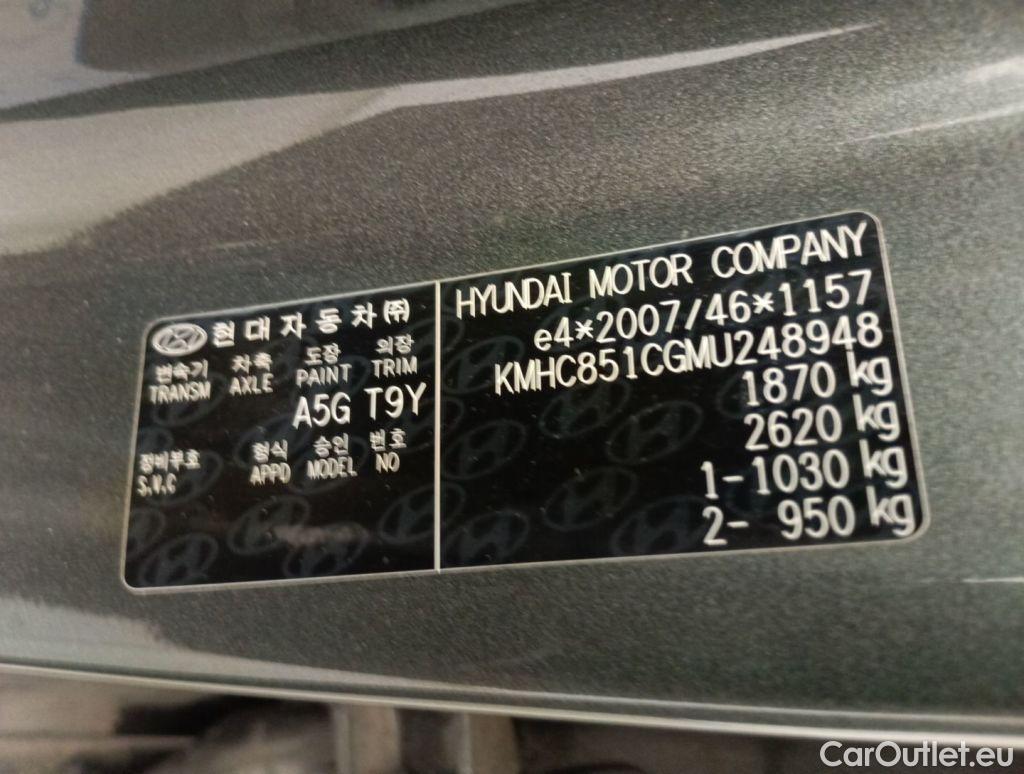 현대자동차㈜
변속기 차축 도장 외장
TRANSM AXLE PAINT TRIM
A5G T9Y
장비부호 형식 승인 번호
S.V.C APPD MODEL NO
HYUNDAI MOTOR COMPANY
e4*2007/46*1157
KMHC851CGMU248948
1870 kg
2620 kg
1- 1030 kg
2- 950 kg
CarOutlet.eu